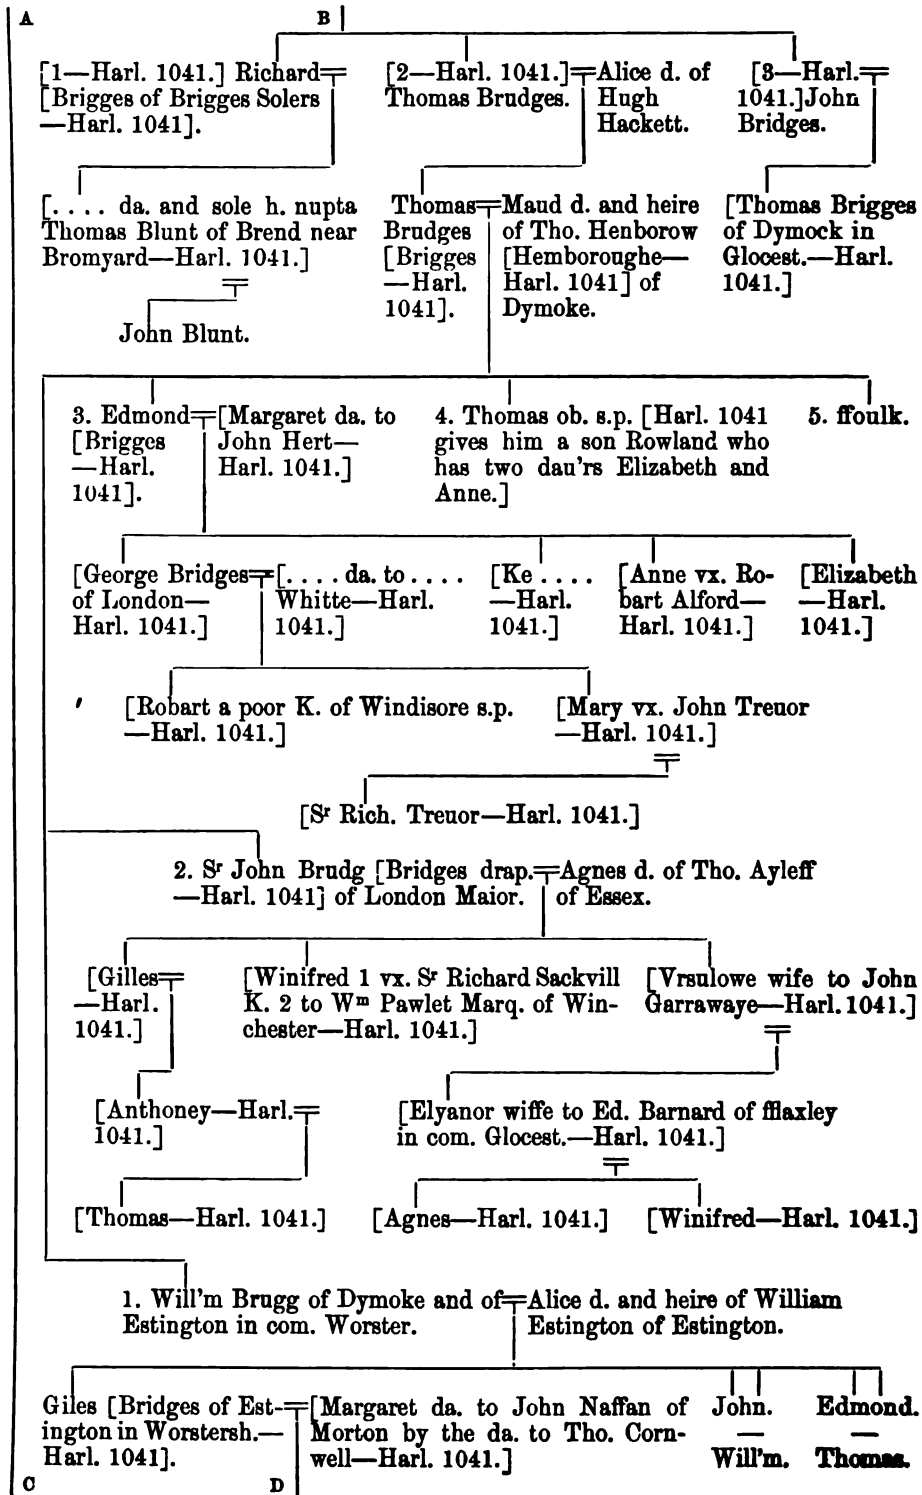 A B
[1—Harl. 1041.] Richard
[Brigges of Brigges Solers
—Harl. 1041].
[2—Harl. 1041.]
Thomas Brudges.
Alice d. of
Hugh
Hackett.
[3—Harl.
1041.] John
Bridges.
[.... da. and sole h. nupta
Thomas Blunt of Brend near
Bromyard—Harl. 1041.]
Thomas
Brudges
[Brigges
—Harl.
1041].
Maud d. and heire
of Tho. Henborow
[Hemboroughe—
Harl. 1041] of
Dymoke.
[Thomas Brigges
of Dymock in
Glocest.—Harl.
1041.]
John Blunt.
3. Edmond
[Brigges
—Harl.
1041].
[Margaret da. to
John Hert—
Harl. 1041.]
4. Thomas ob. s.p. [Harl. 1041
gives him a son Rowland who
has two dau'rs Elizabeth and
Anne.]
5. ffoulk.
[George Bridges
of London—
Harl. 1041.]
[.... da. to ....
Whitte—Harl.
1041.]
[Ke ....
—Harl.
1041.]
[Anne vx. Ro-
bart Alford—
Harl. 1041.]
[Elizabeth
—Harl.
1041.]
[Robart a poor K. of Windisore s.p.
—Harl. 1041.]
[Mary vx. John Treuor
—Harl. 1041.]
[Sr Rich. Treuor—Harl. 1041.]
2. Sr John Brudg [Bridges drap.
—Harl. 1041] of London Maior.
Agnes d. of Tho. Ayleff
of Essex.
[Gilles
—Harl.
1041.]
[Winifred 1 vx. Sr Richard Sackvill
K. 2 to Wm Pawlet Marq. of Win-
chester—Harl. 1041.]
[Vrsulowe wife to John
Garrawaye—Harl. 1041.]
[Anthoney—Harl.
1041.]
[Elyanor wiffe to Ed. Barnard of fflaxley
in com. Glocest.—Harl. 1041.]
[Thomas—Harl. 1041.]
[Agnes—Harl. 1041.]
[Winifred—Harl. 1041.]
1. Will'm Brugg of Dymoke and of
Estington in com. Worster.
Alice d. and heire of William
Estington of Estington.
Giles [Bridges of Est-
ington in Worstersh.—
Harl. 1041].
[Margaret da. to John Naffan of
Morton by the da. to Tho. Corn-
well—Harl. 1041.]
John.
—
Will'm.
Edmond.
—
Thomas.
C D